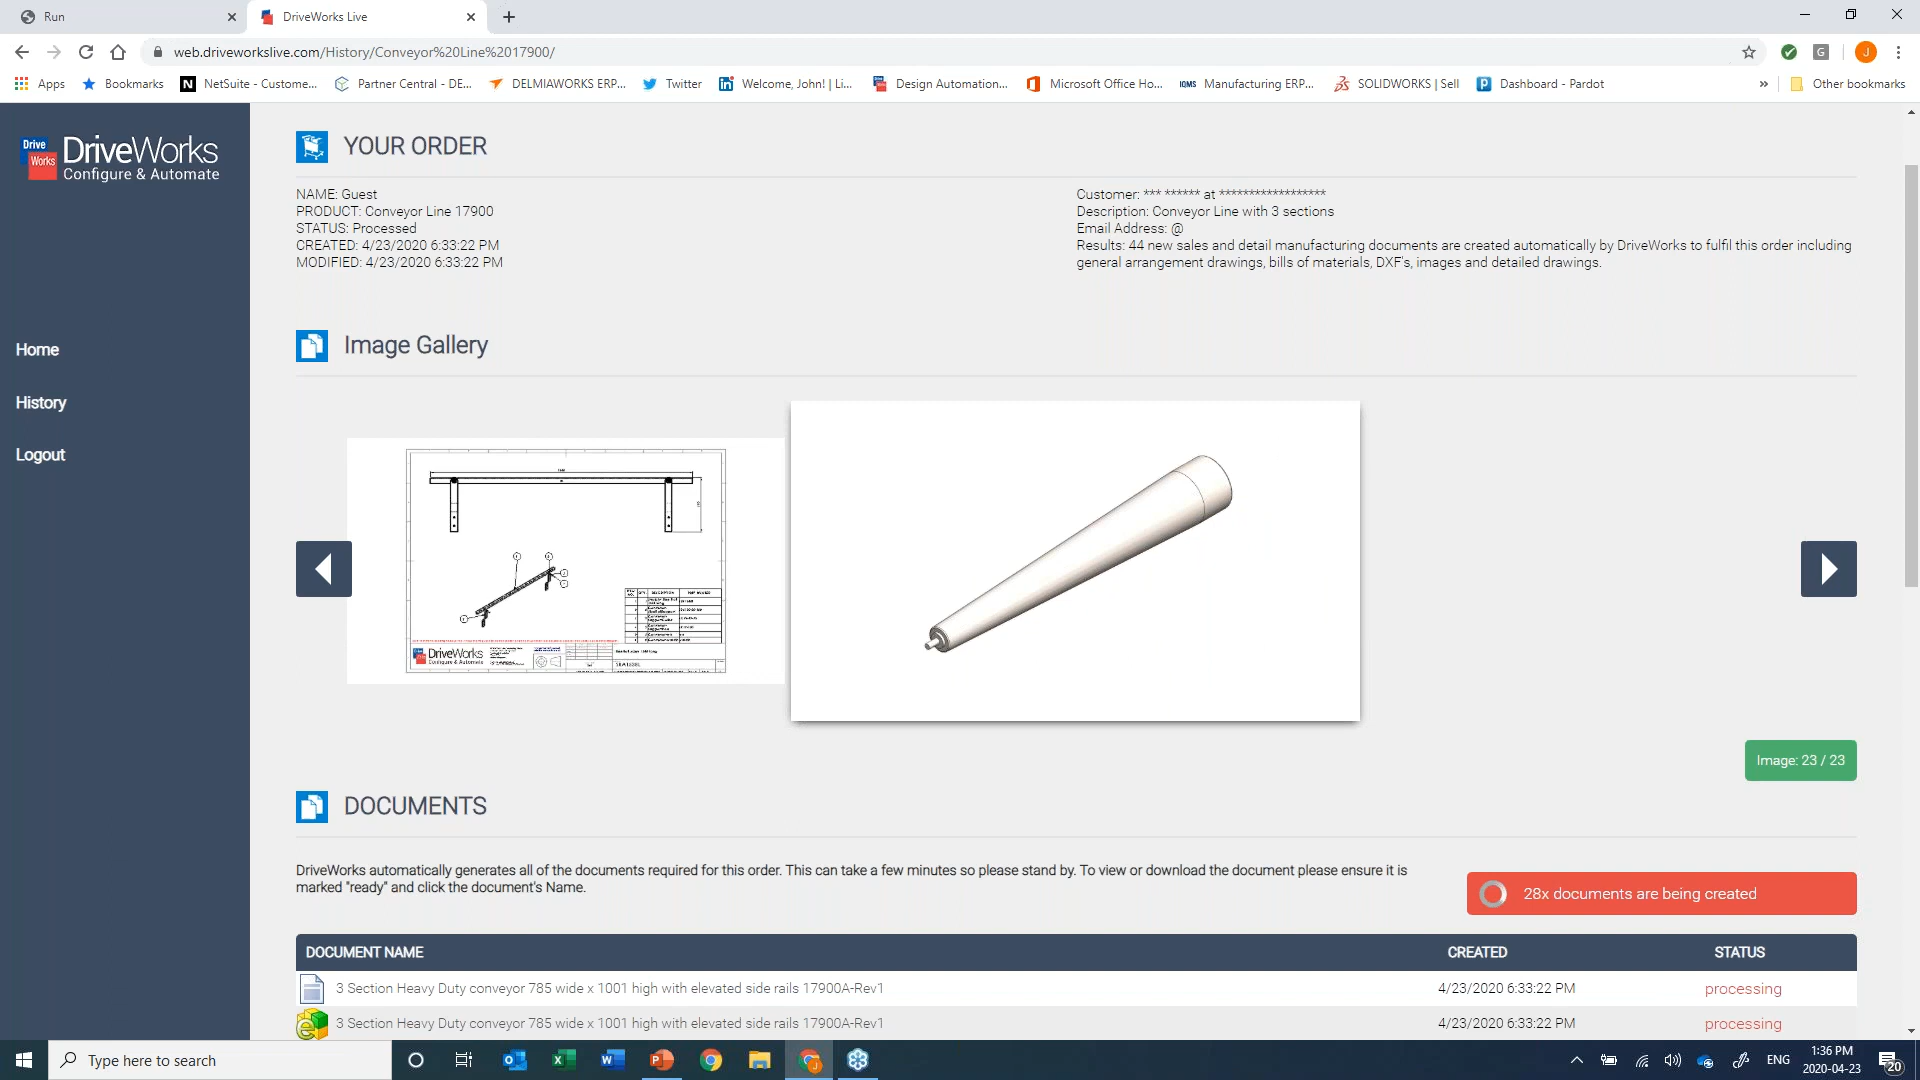 Run
DriveWorks Live
web.driveworkslive.com/History/Conveyor%20Line%2017900/
G
J
Apps
Bookmarks
N
NetSuite - Custome...
Partner Central - DE...
DELMIAWORKS ERP...
Twitter
Welcome, John! | Li...
Design Automation...
Microsoft Office Ho...
IQMS
Manufacturing ERP...
SOLIDWORKS | Sell
Dashboard - Pardot
»
Other bookmarks
Drive
Works
DriveWorks
Configure & Automate
Home
History
Logout
YOUR ORDER
NAME: Guest
PRODUCT: Conveyor Line 17900
STATUS: Processed
CREATED: 4/23/2020 6:33:22 PM
MODIFIED: 4/23/2020 6:33:22 PM
Customer: *** ****** at ******************
Description: Conveyor Line with 3 sections
Email Address: @
Results: 44 new sales and detail manufacturing documents are created automatically by DriveWorks to fulfil this order including
general arrangement drawings, bills of materials, DXF's, images and detailed drawings.
Image Gallery
DriveWorks
Configure & Automate
Image: 23 / 23
DOCUMENTS
DriveWorks automatically generates all of the documents required for this order. This can take a few minutes so please stand by. To view or download the document please ensure it is
marked "ready" and click the document's Name.
28x documents are being created
DOCUMENT NAME CREATED STATUS
3 Section Heavy Duty conveyor 785 wide x 1001 high with elevated side rails 17900A-Rev1 4/23/2020 6:33:22 PM processing
3 Section Heavy Duty conveyor 785 wide x 1001 high with elevated side rails 17900A-Rev1 4/23/2020 6:33:22 PM processing
Type here to search
ENG
1:36 PM
2020-04-23
20